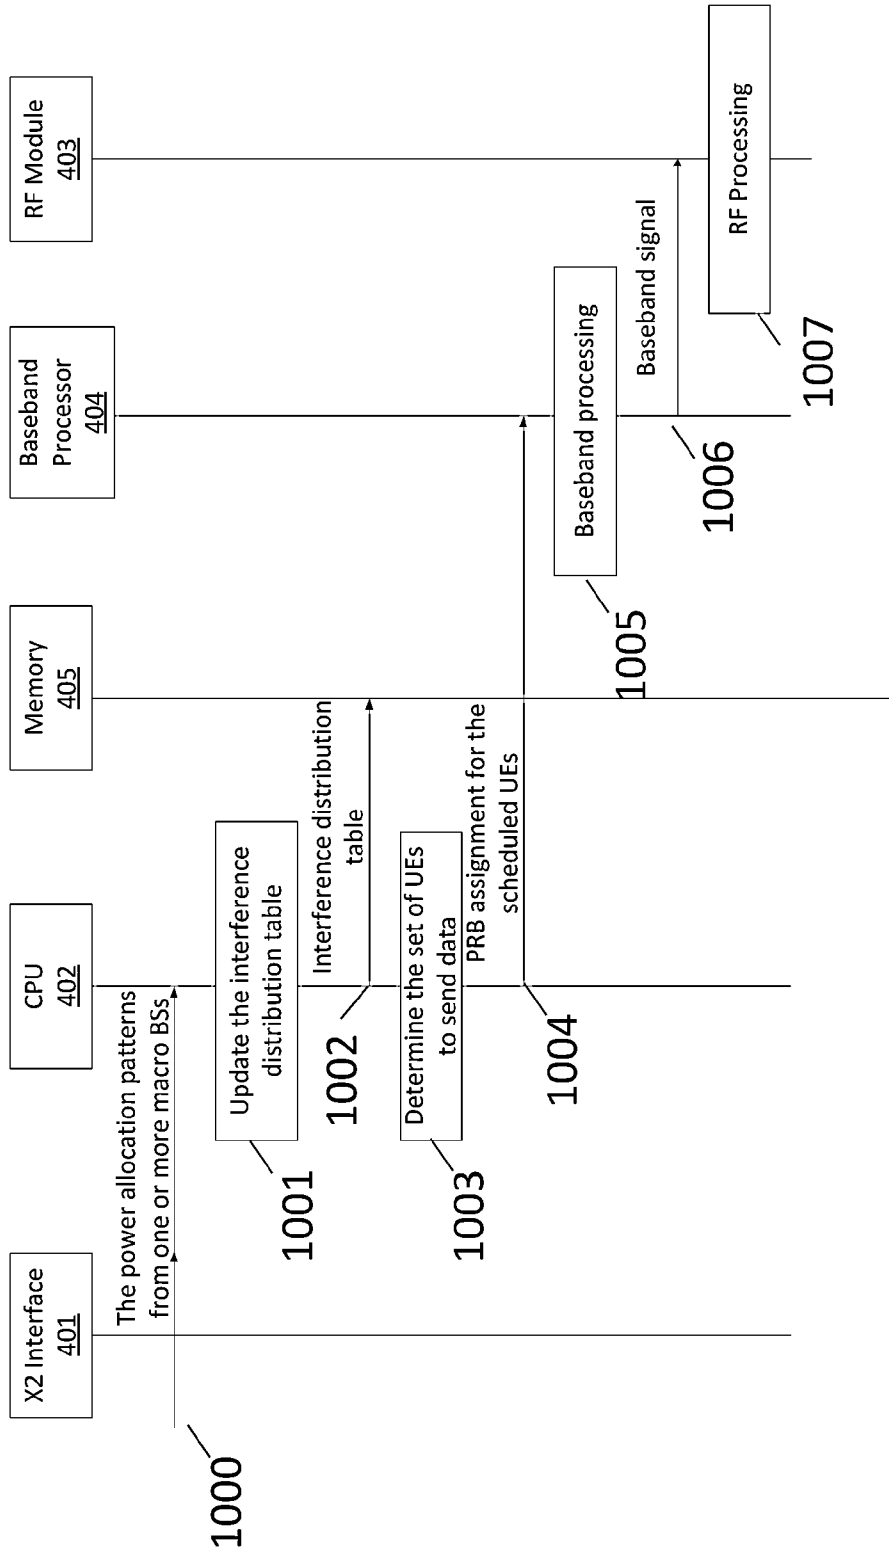 X2 Interface
401
CPU
402
Memory
405
Baseband
Processor
404
RF Module
403
The power allocation patterns
from one or more macro BSs
1000
Update the interference
distribution table
1001
Interference distribution
table
1002
Determine the set of UEs
to send data
1003
PRB assignment for the
scheduled UEs
1004
Baseband processing
1005
Baseband signal
1006
RF Processing
1007